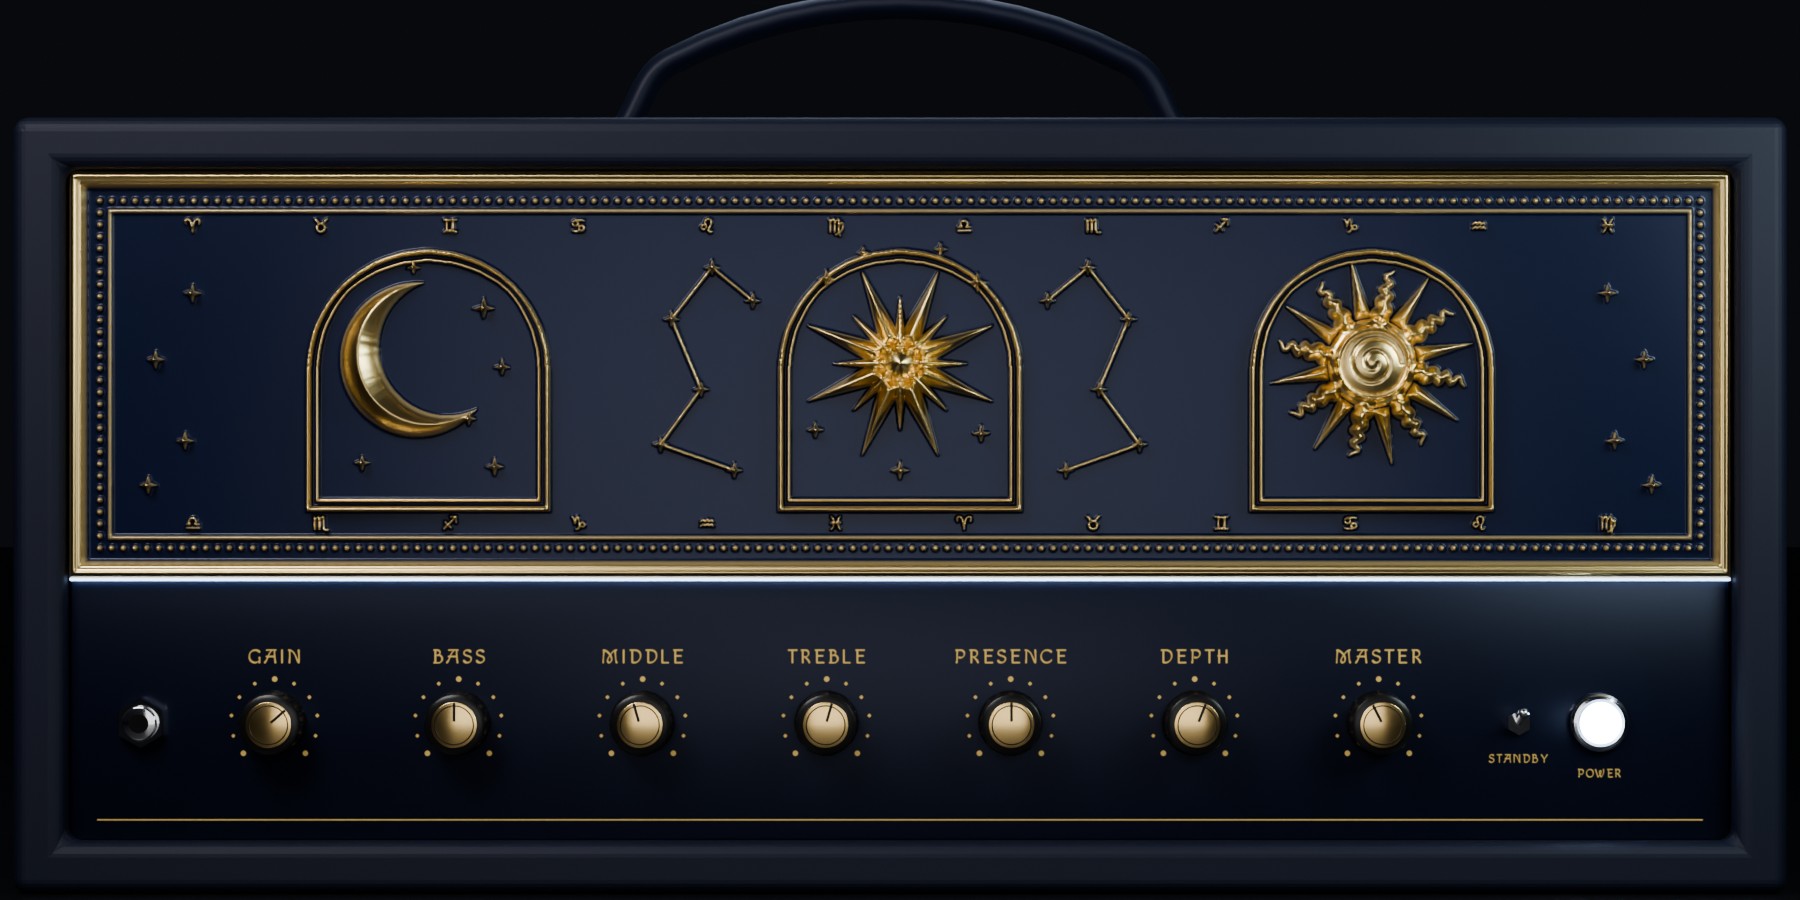 ♈ ♉ ♊ ♋ ♌ ♍ ♎ ♏ ♐ ♑ ♒ ♓
♎ ♏ ♐ ♑ ♒ ♓ ♈ ♉ ♊ ♋ ♌ ♍
GAIN BASS MIDDLE TREBLE PRESENCE DEPTH MASTER
STANDBY
POWER